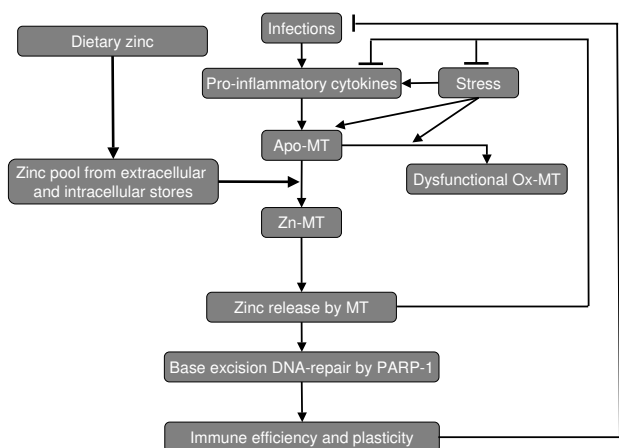 Infections
Dietary zinc
Pro-inflammatory cytokines
Stress
Apo-MT
Zinc pool from extracellular
and intracellular stores
Dysfunctional Ox-MT
Zn-MT
Zinc release by MT
Base excision DNA-repair by PARP-1
Immune efficiency and plasticity